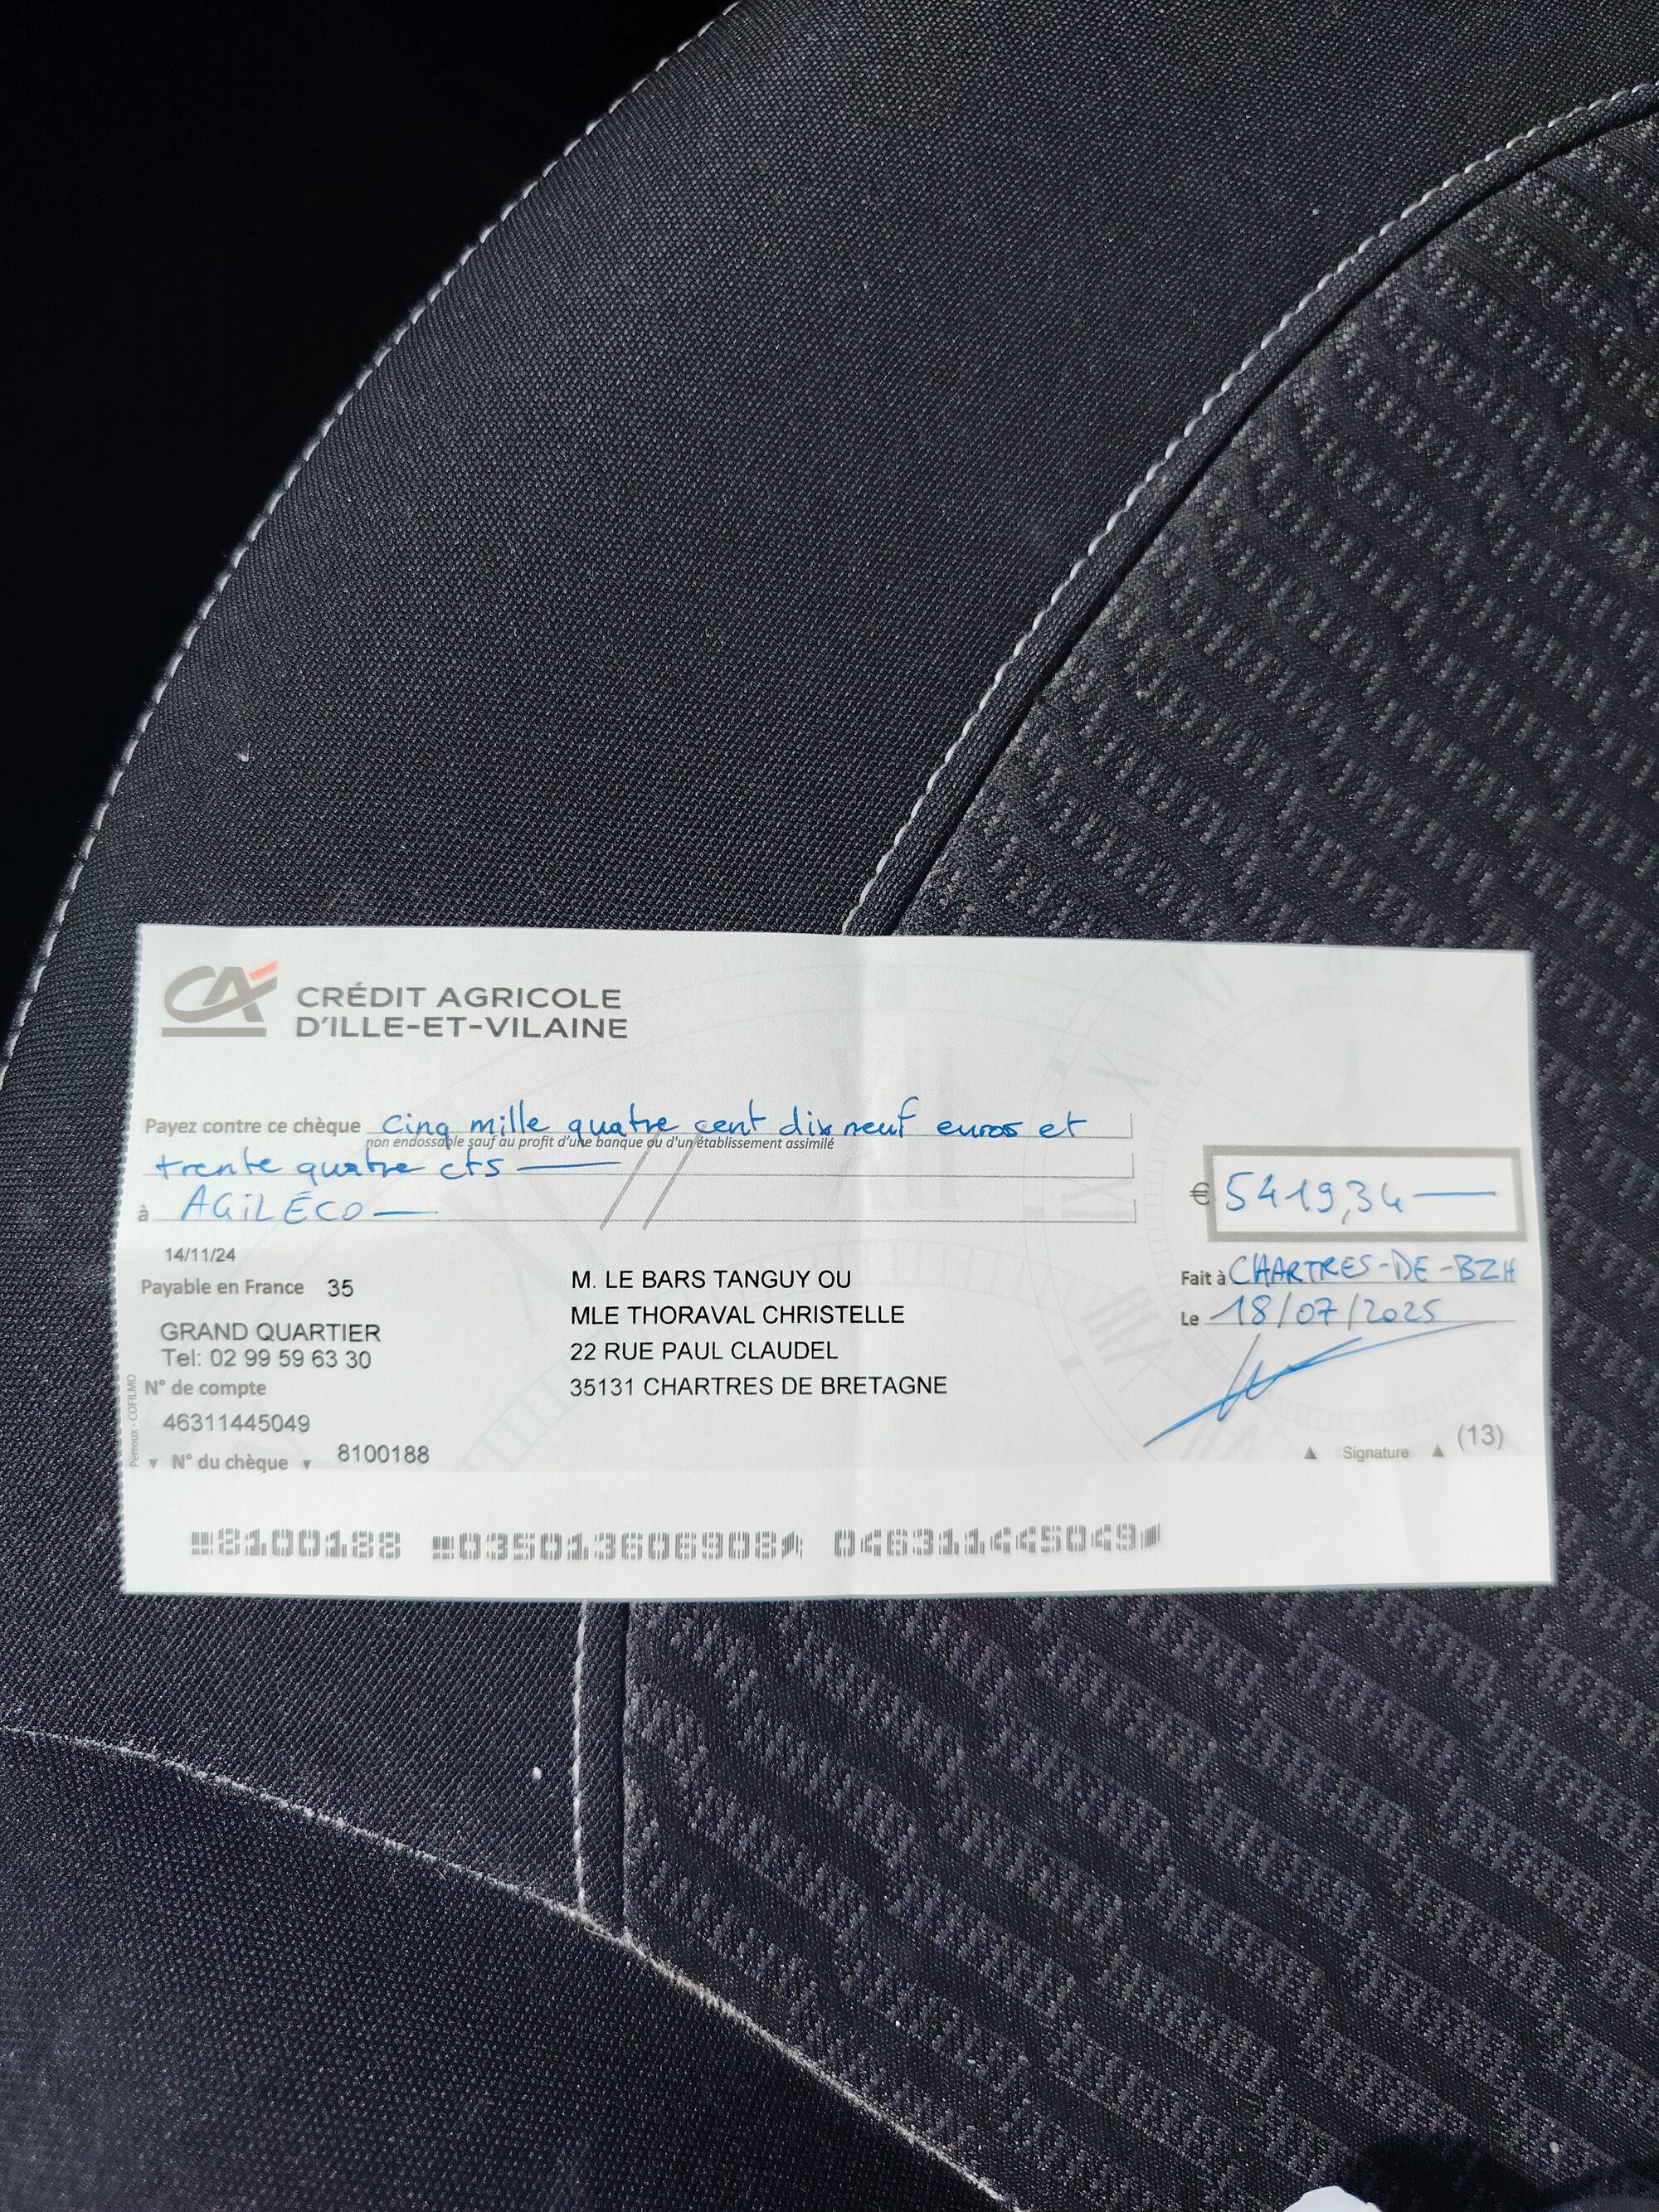 CA
CRÉDIT AGRICOLE
D'ILLE-ET-VILAINE
Payez contre ce chèque cinq mille quatre cent dix neuf euros et
non endossable sauf au profit d'une banque ou d'un établissement assimilé
trente quatre cts
à AGiLÉCO
€ 5419,34
14/11/24
Payable en France 35
GRAND QUARTIER
Tel: 02 99 59 63 30
N° de compte
46311445049
N° du chèque 8100188
Perroux - COFILMO
M. LE BARS TANGUY OU
MLE THORAVAL CHRISTELLE
22 RUE PAUL CLAUDEL
35131 CHARTRES DE BRETAGNE
Fait à CHARTRES-DE-BZH
Le 18/07/2025
Signature (13)
8100188 035013606908 046311445049